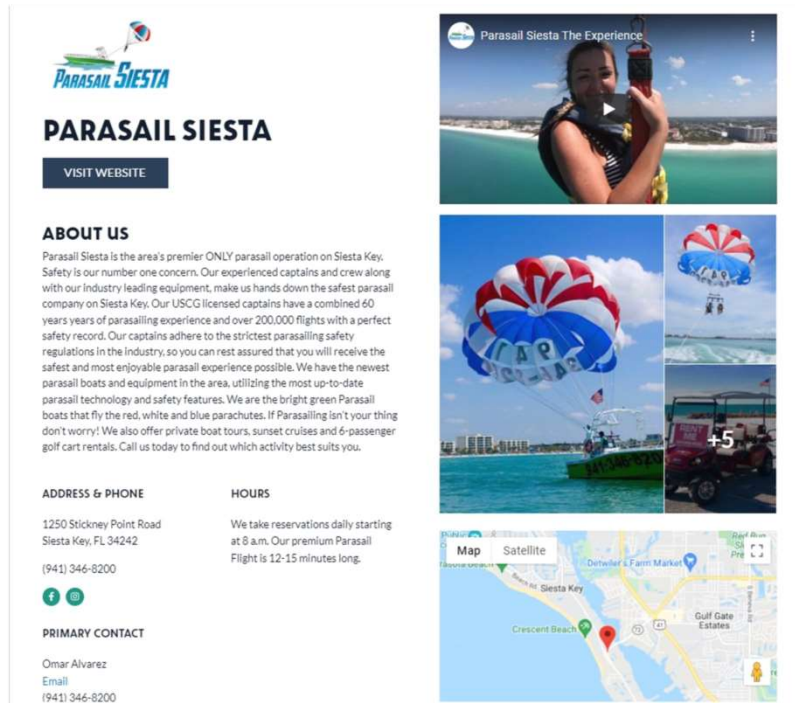 PARASAIL SIESTA
PARASAIL SIESTA
VISIT WEBSITE
ABOUT US
Parasail Siesta is the area's premier ONLY parasail operation on Siesta Key.
Safety is our number one concern. Our experienced captains and crew along
with our industry leading equipment, make us hands down the safest parasail
company on Siesta Key. Our USCG licensed captains have a combined 60
years years of parasailing experience and over 200,000 flights with a perfect
safety record. Our captains adhere to the strictest parasailing safety
regulations in the industry, so you can rest assured that you will receive the
safest and most enjoyable parasail experience possible. We have the newest
parasail boats and equipment in the area, utilizing the most up-to-date
parasail technology and safety features. We are the bright green Parasail
boats that fly the red, white and blue parachutes. If Parasailing isn't your thing
don't worry! We also offer private boat tours, sunset cruises and 6-passenger
golf cart rentals. Call us today to find out which activity best suits you.
ADDRESS & PHONE
1250 Stickney Point Road
Siesta Key, FL 34242
(941) 346-8200
HOURS
We take reservations daily starting
at 8 a.m. Our premium Parasail
Flight is 12-15 minutes long.
PRIMARY CONTACT
Omar Alvarez
Email
(941) 346-8200
Parasail Siesta The Experience
RENT
ME
+5
Map
Satellite
Detwiler's Farm Market
Beach Rd
Siesta Key
Crescent Beach
72
41
Gulf Gate
Estates